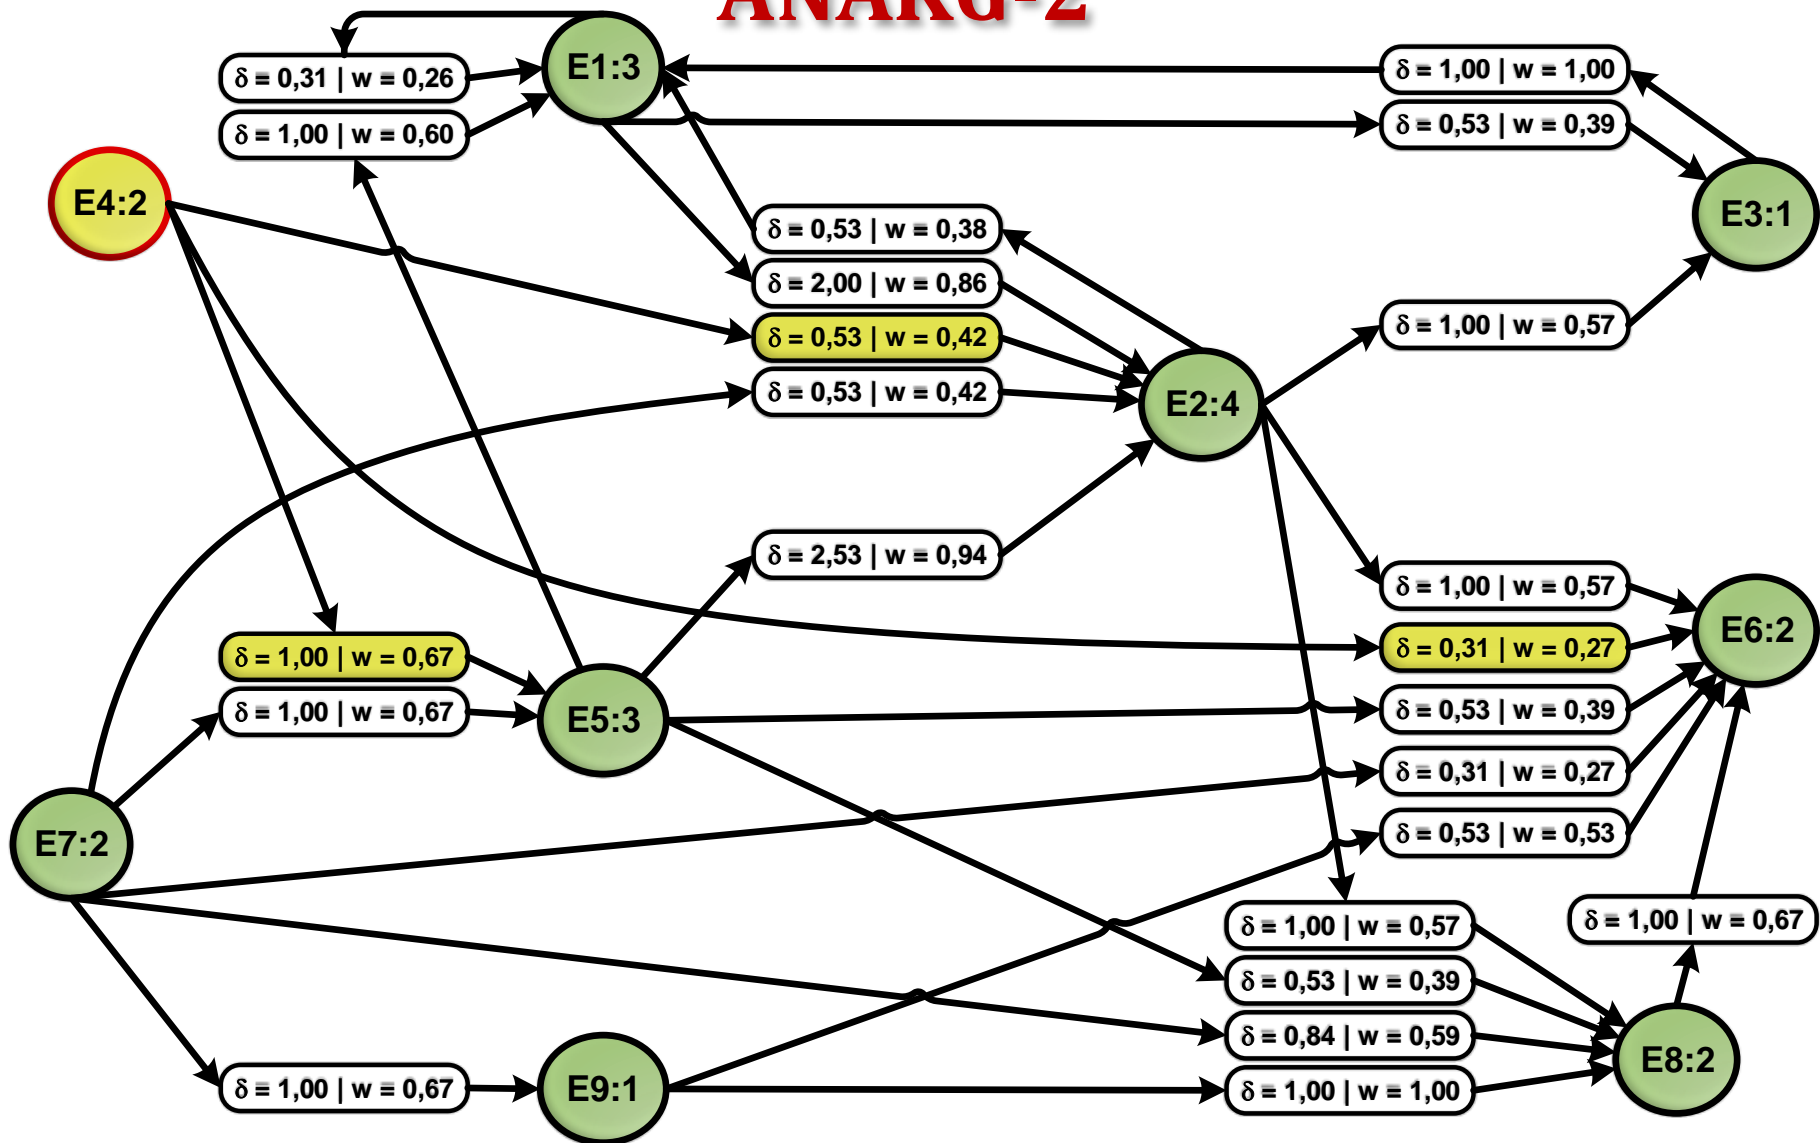 ANAKG-2
E1:3
δ = 0,31 | w = 0,26
δ = 1,00 | w = 1,00
δ = 0,53 | w = 0,39
δ = 1,00 | w = 0,60
E4:2
E3:1
δ = 0,53 | w = 0,38
δ = 2,00 | w = 0,86
δ = 0,53 | w = 0,42
δ = 0,53 | w = 0,42
δ = 1,00 | w = 0,57
E2:4
δ = 2,53 | w = 0,94
δ = 1,00 | w = 0,57
δ = 0,31 | w = 0,27
E6:2
δ = 1,00 | w = 0,67
δ = 1,00 | w = 0,67
E5:3
δ = 0,53 | w = 0,39
δ = 0,31 | w = 0,27
δ = 0,53 | w = 0,53
E7:2
δ = 1,00 | w = 0,57
δ = 1,00 | w = 0,67
δ = 0,53 | w = 0,39
δ = 0,84 | w = 0,59
δ = 1,00 | w = 1,00
E8:2
δ = 1,00 | w = 0,67
E9:1